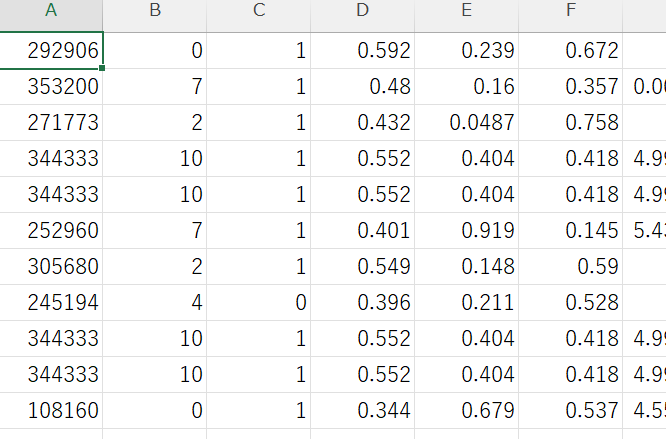 A B C D E F
292906 0 1 0.592 0.239 0.672
353200 7 1 0.48 0.16 0.357
271773 2 1 0.432 0.0487 0.758
344333 10 1 0.552 0.404 0.418
344333 10 1 0.552 0.404 0.418
252960 7 1 0.401 0.919 0.145
305680 2 1 0.549 0.148 0.59
245194 4 0 0.396 0.211 0.528
344333 10 1 0.552 0.404 0.418
344333 10 1 0.552 0.404 0.418
108160 0 1 0.344 0.679 0.537